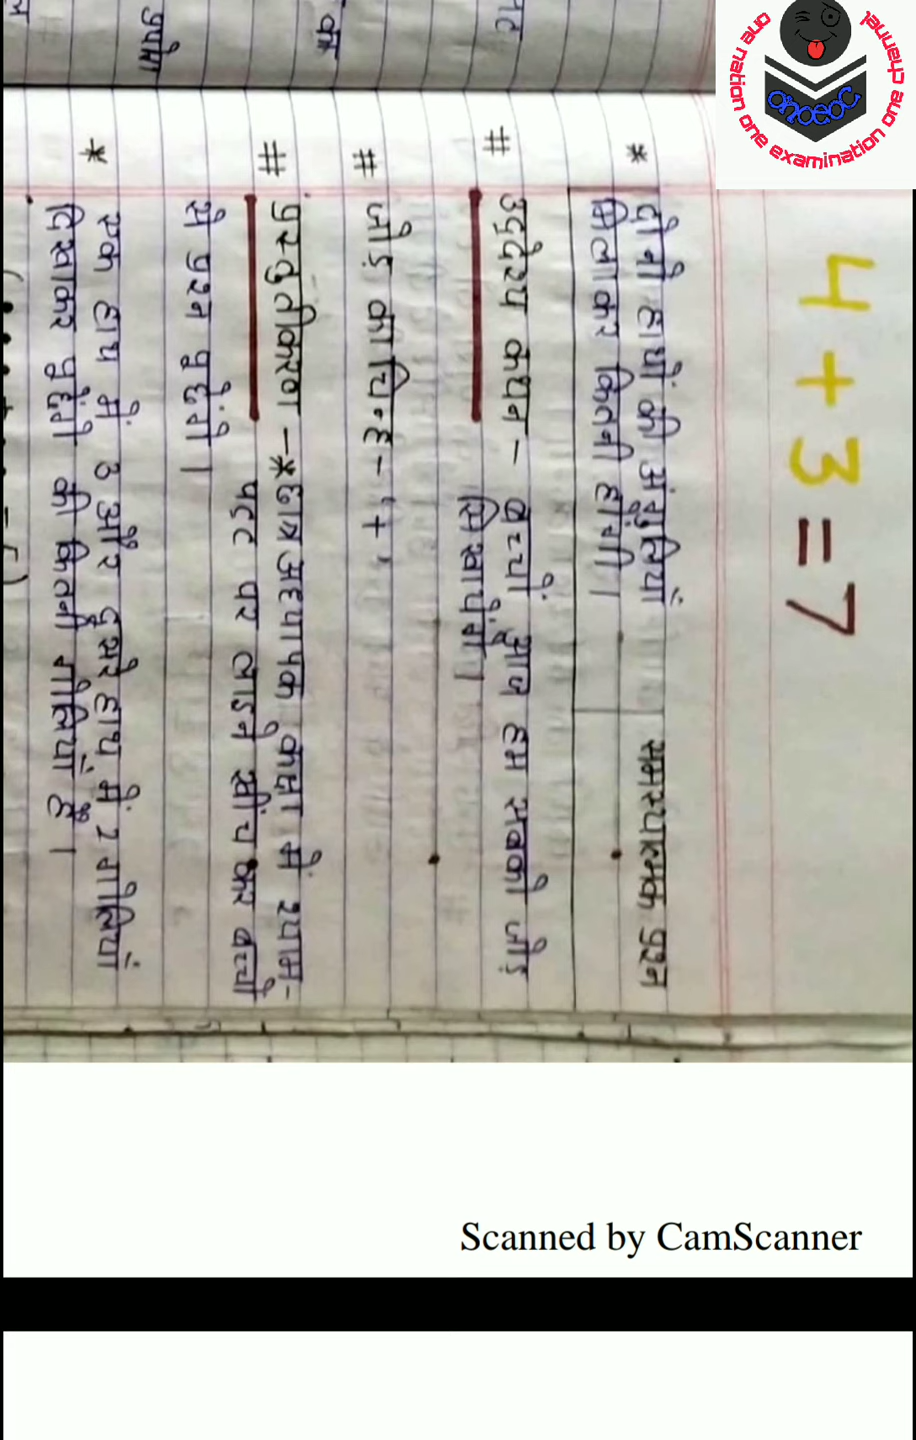 one nation one examination one channel
onoeoc
4 + 3 = 7
* दोनो हाथों की अंगुलियां समस्यात्मक प्रश्न
मिलाकर कितनी होंगी।
# उद्देश्य कथन - बच्चों आज हम सबको जोड़
सिखायेंगे।
# जोड़ का चिन्ह - '+'
# प्रस्तुतीकरण - * छात्र अध्यापक कक्षा में श्याम-
पट्ट पर लाइने खींचकर बच्चो
से प्रश्न पुछेंगे।
* एक हाथ में 3 और दुसरे हाथ में 2 गोलियां
दिखाकर पुछेंगे की कितनी गोलियां हैं।
Scanned by CamScanner